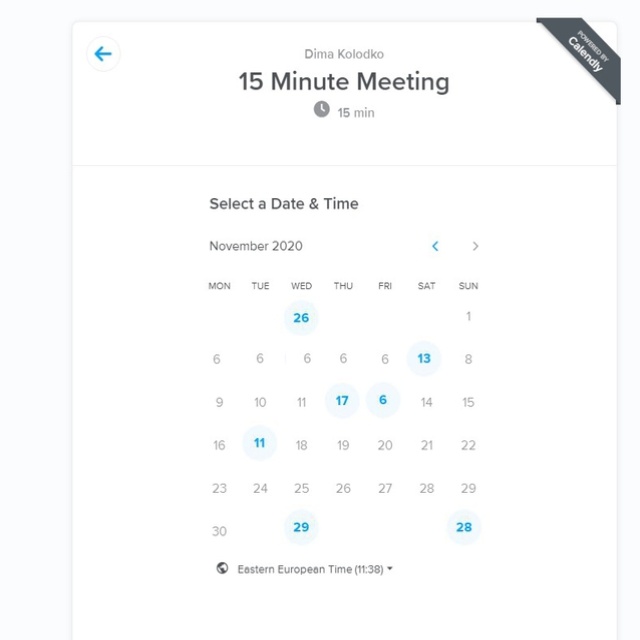 POWERED BY
Calendly
Dima Kolodko
15 Minute Meeting
15 min
Select a Date & Time
November 2020
MON TUE WED THU FRI SAT SUN
26 1
6 6 6 6 6 13 8
9 10 11 17 6 14 15
16 11 18 19 20 21 22
23 24 25 26 27 28 29
30 29 28
Eastern European Time (11:38)